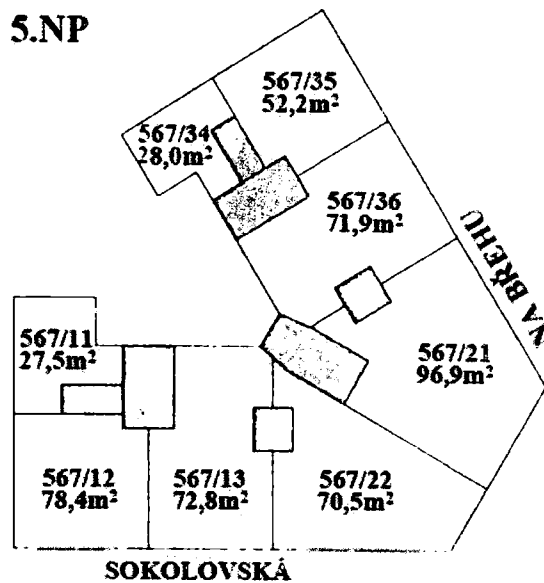 5.NP
567/35
52,2m²
567/34
28,0m²
567/36
71,9m²
NA BŘEHU
567/11
27,5m²
567/21
96,9m²
567/12
78,4m²
567/13
72,8m²
567/22
70,5m²
SOKOLOVSKÁ